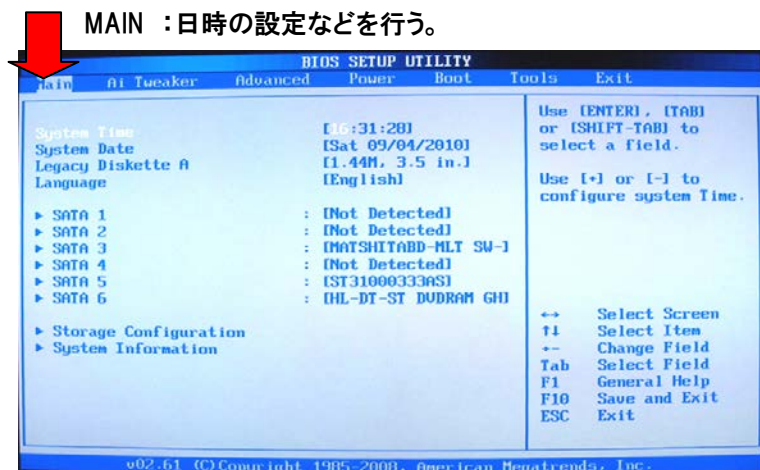 MAIN :日時の設定などを行う。
BIOS SETUP UTILITY
Main Ai Tweaker Advanced Power Boot Tools Exit
System Time [16:31:28]
System Date [Sat 09/04/2010]
Legacy Diskette A [1.44M, 3.5 in.]
Language [English]
▶ SATA 1 : [Not Detected]
▶ SATA 2 : [Not Detected]
▶ SATA 3 : [MATSHITABD-MLT SW-]
▶ SATA 4 : [Not Detected]
▶ SATA 5 : [ST31000333AS]
▶ SATA 6 : [HL-DT-ST DVDRAM GH]
▶ Storage Configuration
▶ System Information
Use [ENTER], [TAB]
or [SHIFT-TAB] to
select a field.
Use [+] or [-] to
configure system Time.
↔ Select Screen
↑↓ Select Item
+- Change Field
Tab Select Field
F1 General Help
F10 Save and Exit
ESC Exit
v02.61 (C)Copyright 1985-2008, American Megatrends, Inc.